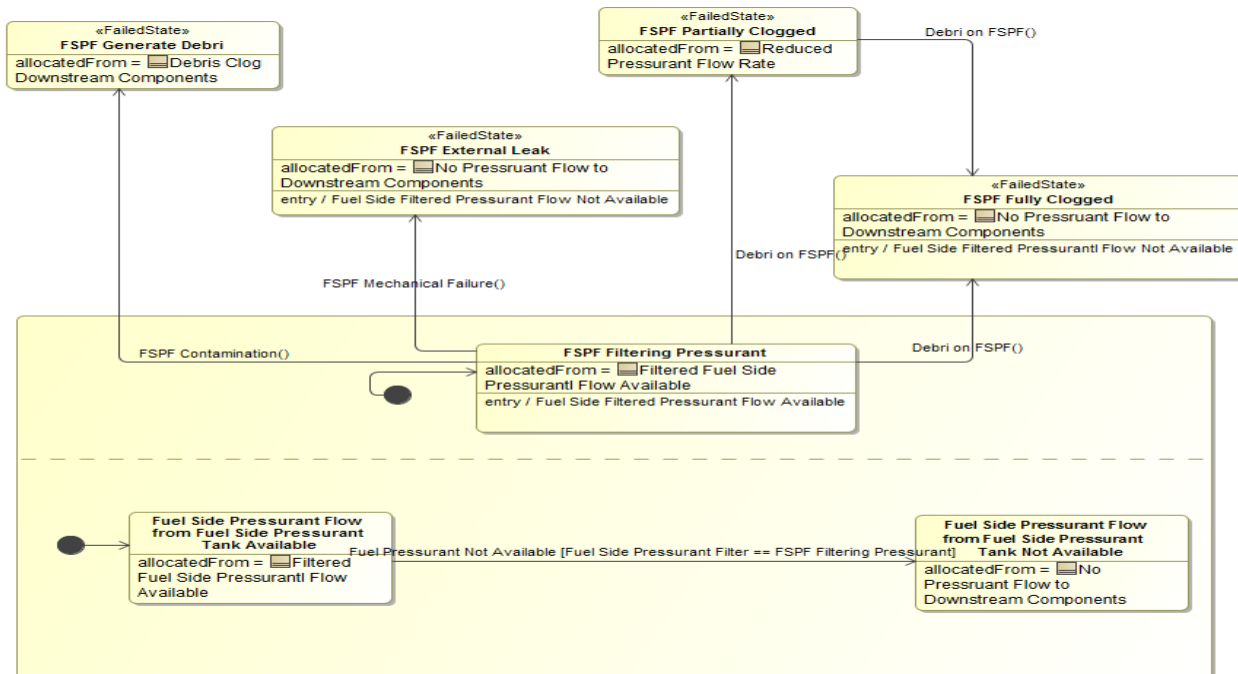 «FailedState»
FSPF Generate Debri
allocatedFrom = Debris Clog
Downstream Components
«FailedState»
FSPF Partially Clogged
allocatedFrom = Reduced
Pressurant Flow Rate
Debri on FSPF()
«FailedState»
FSPF External Leak
allocatedFrom = No Pressruant Flow to
Downstream Components
entry / Fuel Side Filtered Pressurant Flow Not Available
«FailedState»
FSPF Fully Clogged
allocatedFrom = No Pressruant Flow to
Downstream Components
entry / Fuel Side Filtered Pressurantl Flow Not Available
Debri on FSPF()
FSPF Mechanical Failure()
FSPF Contamination()
FSPF Filtering Pressurant
allocatedFrom = Filtered Fuel Side
Pressurantl Flow Available
entry / Fuel Side Filtered Pressurant Flow Available
Debri on FSPF()
Fuel Side Pressurant Flow
from Fuel Side Pressurant
Tank Available
allocatedFrom = Filtered
Fuel Side Pressurantl Flow
Available
Fuel Pressurant Not Available [Fuel Side Pressurant Filter == FSPF Filtering Pressurant]
Fuel Side Pressurant Flow
from Fuel Side Pressurant
Tank Not Available
allocatedFrom = No
Pressruant Flow to
Downstream Components